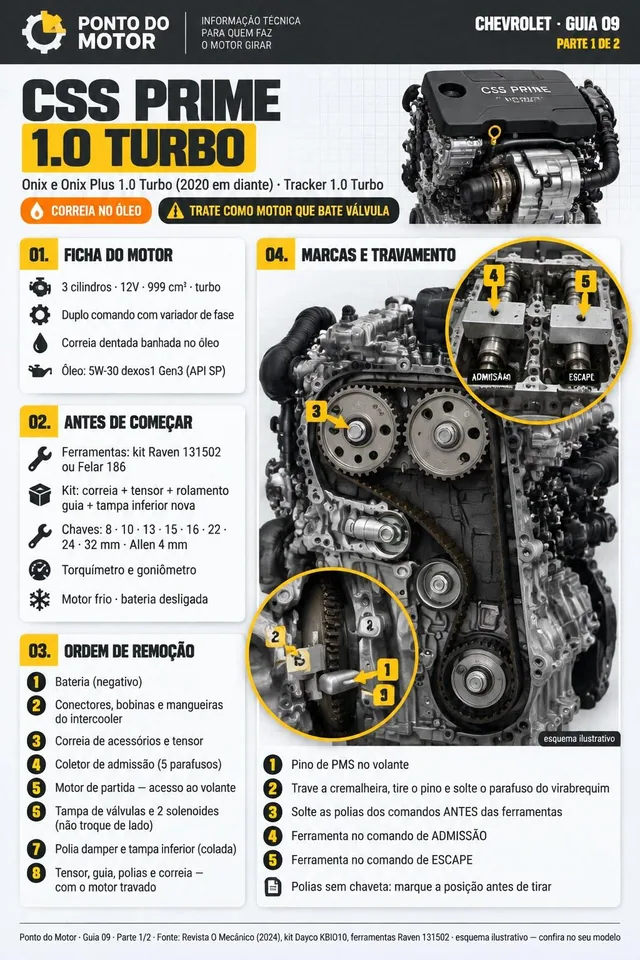 PONTO DO
MOTOR
INFORMAÇÃO TÉCNICA
PARA QUEM FAZ
O MOTOR GIRAR
CHEVROLET · GUIA 09
PARTE 1 DE 2
CSS PRIME
1.0 TURBO
Onix e Onix Plus 1.0 Turbo (2020 em diante) · Tracker 1.0 Turbo
CORREIA NO ÓLEO
TRATE COMO MOTOR QUE BATE VÁLVULA
CSS PRIME
01. FICHA DO MOTOR
3 cilindros · 12V · 999 cm³ · turbo
Duplo comando com variador de fase
Correia dentada banhada no óleo
Óleo: 5W-30 dexos1 Gen3 (API SP)
02. ANTES DE COMEÇAR
Ferramentas: kit Raven 131502
ou Felar 186
Kit: correia + tensor + rolamento
guia + tampa inferior nova
Chaves: 8 · 10 · 13 · 15 · 16 · 22 ·
24 · 32 mm · Allen 4 mm
Torquímetro e goniômetro
Motor frio · bateria desligada
03. ORDEM DE REMOÇÃO
1 Bateria (negativo)
2 Conectores, bobinas e mangueiras
do intercooler
3 Correia de acessórios e tensor
4 Coletor de admissão (5 parafusos)
5 Motor de partida — acesso ao volante
6 Tampa de válvulas e 2 solenoides
(não troque de lado)
7 Polia damper e tampa inferior (colada)
8 Tensor, guia, polias e correia —
com o motor travado
04. MARCAS E TRAVAMENTO
4
5
ADMISSÃO
ESCAPE
3
2
2
1
esquema ilustrativo
1 Pino de PMS no volante
2 Trave a cremalheira, tire o pino e solte o parafuso do virabrequim
3 Solte as polias dos comandos ANTES das ferramentas
4 Ferramenta no comando de ADMISSÃO
5 Ferramenta no comando de ESCAPE
Polias sem chaveta: marque a posição antes de tirar
Ponto do Motor · Guia 09 · Parte 1/2 · Fonte: Revista O Mecânico (2024), kit Dayco KBIO10, ferramentas Raven 131502 · esquema ilustrativo — confira no seu modelo